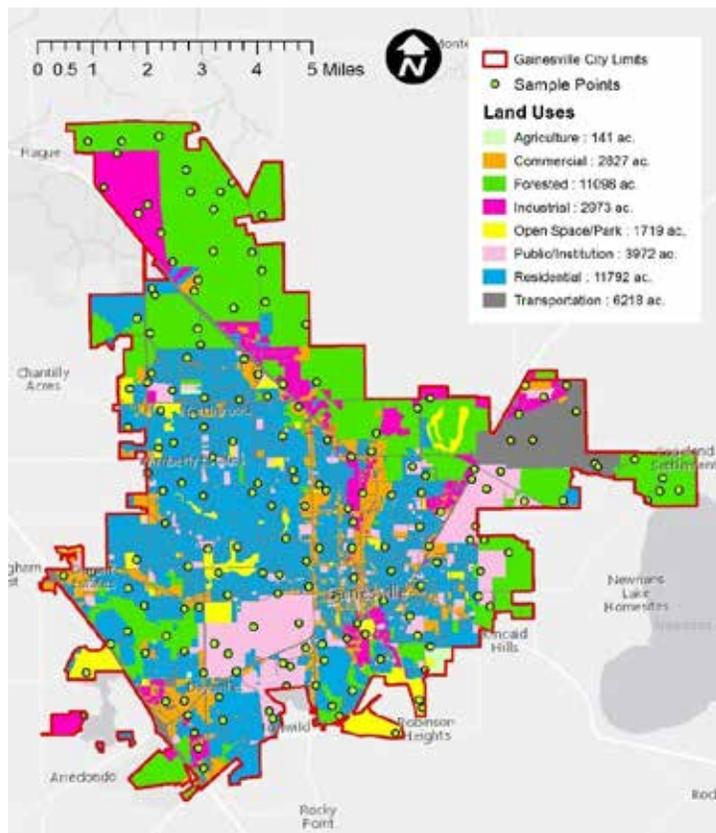 0 0.5 1 2 3 4 5 Miles
N
Gainesville City Limits
Sample Points
Land Uses
Agriculture : 141 ac.
Commercial : 2827 ac.
Forested : 11098 ac.
Industrial : 2973 ac.
Open Space/Park : 1719 ac.
Public/Institution : 3972 ac.
Residential : 11792 ac.
Transportation : 6218 ac.
Hague
Chantilly
Acres
Newnans
Lake
Homesites
Hills
Robinson
Heights
Arredondo
Rocky
Point